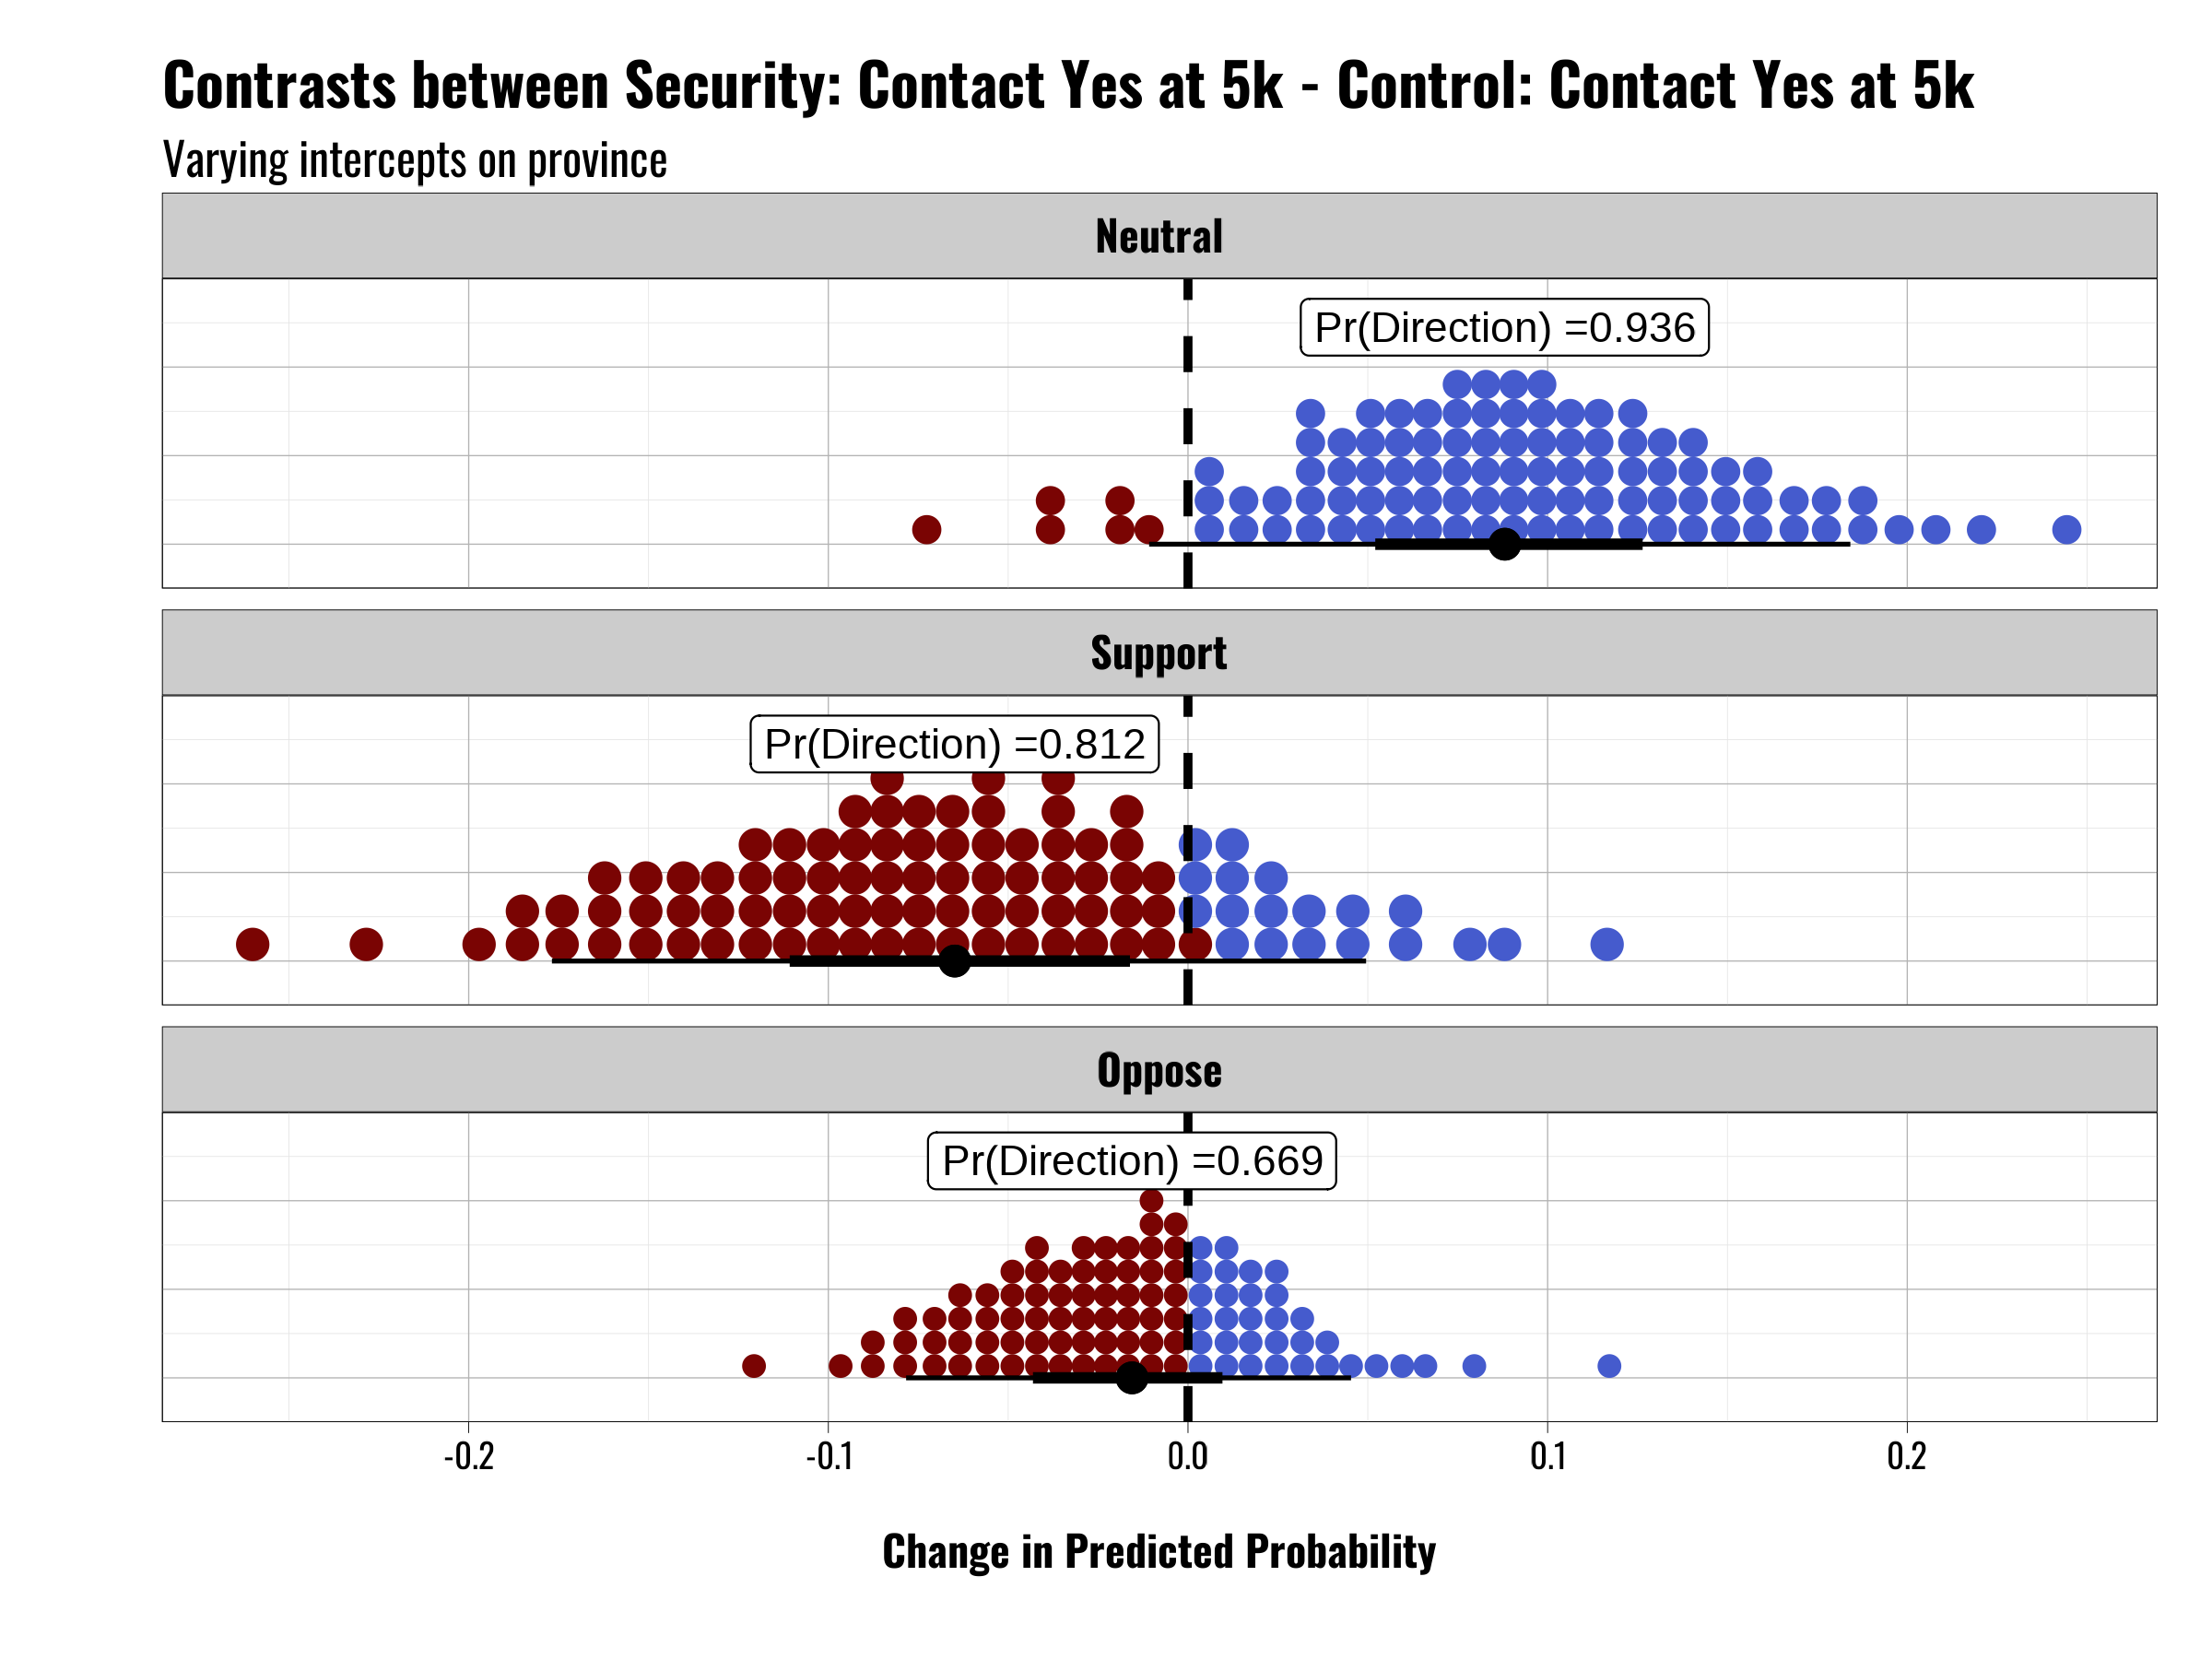 Contrasts between Security: Contact Yes at 5k - Control: Contact Yes at 5k
Varying intercepts on province
Neutral
Pr(Direction) =0.936
Support
Pr(Direction) =0.812
Oppose
Pr(Direction) =0.669
-0.2 -0.1 0.0 0.1 0.2
Change in Predicted Probability